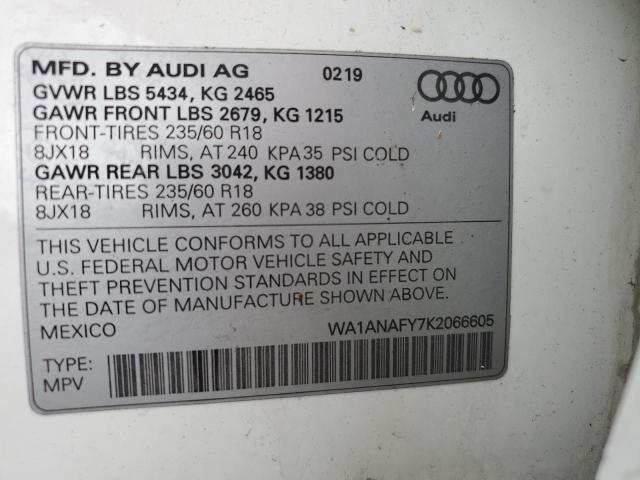 MFD. BY AUDI AG 0219
GVWR LBS 5434, KG 2465
GAWR FRONT LBS 2679, KG 1215
Audi
FRONT-TIRES 235/60 R18
8JX18 RIMS, AT 240 KPA 35 PSI COLD
GAWR REAR LBS 3042, KG 1380
REAR-TIRES 235/60 R18
8JX18 RIMS, AT 260 KPA 38 PSI COLD
THIS VEHICLE CONFORMS TO ALL APPLICABLE
U.S. FEDERAL MOTOR VEHICLE SAFETY AND
THEFT PREVENTION STANDARDS IN EFFECT ON
THE DATE OF MANUFACTURE SHOWN ABOVE.
MEXICO WA1ANAFY7K2066605
TYPE:
MPV